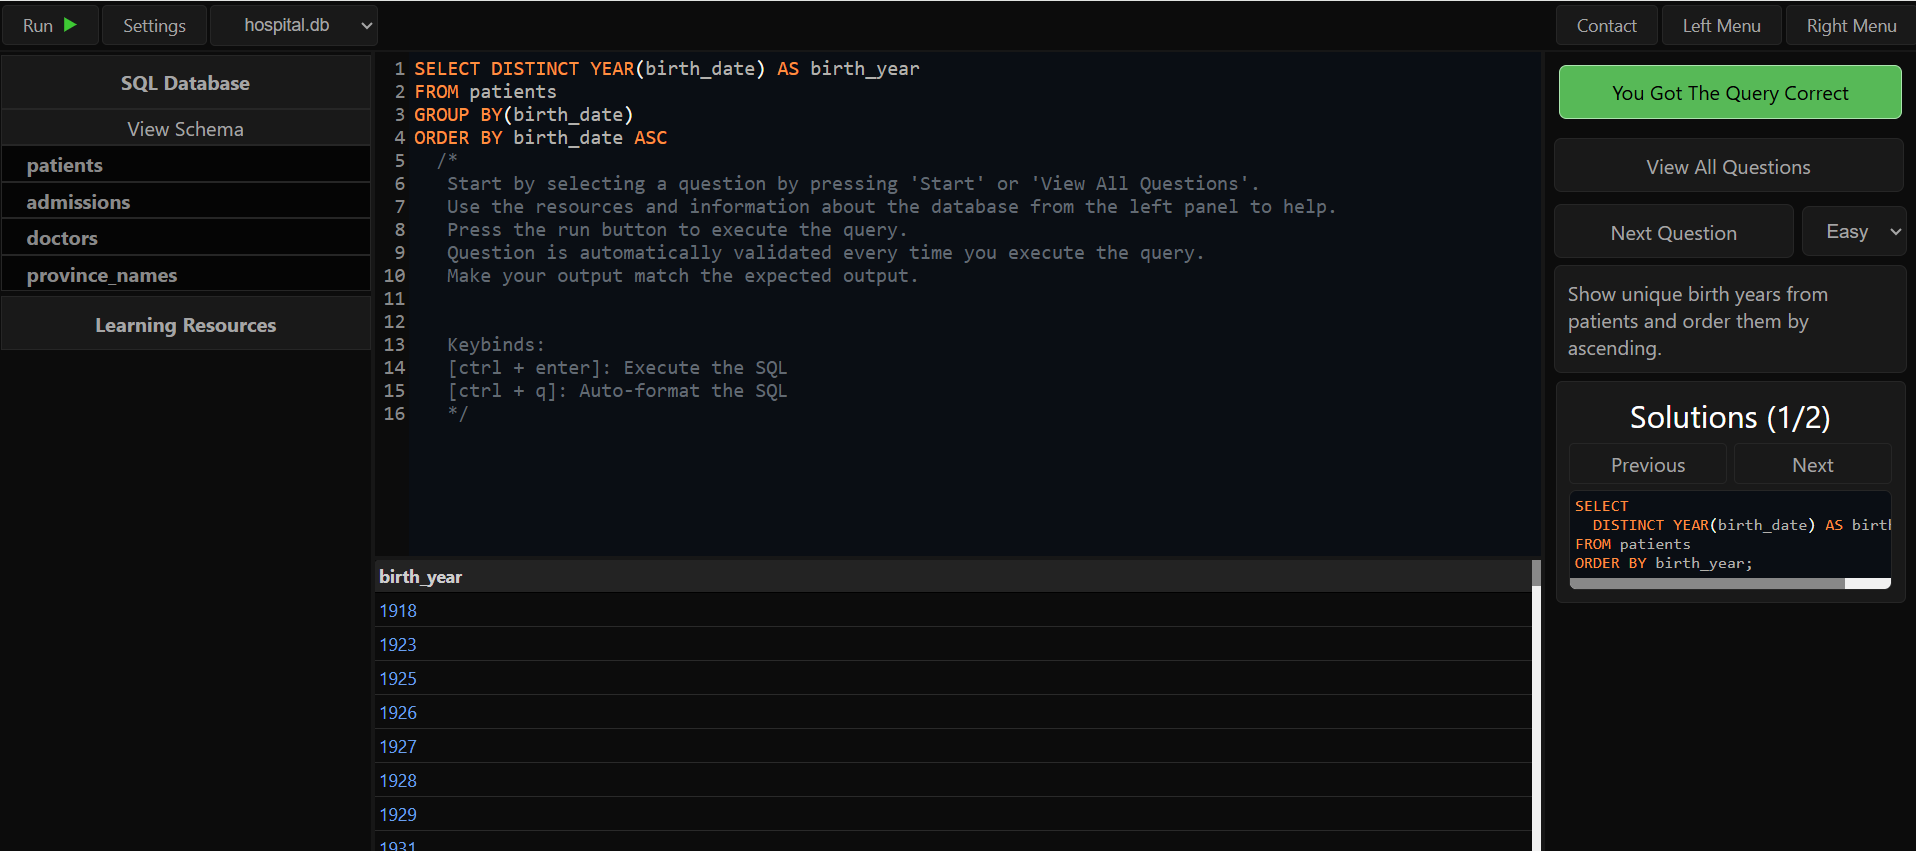 Run
Settings
hospital.db
Contact
Left Menu
Right Menu
SQL Database
View Schema
patients
admissions
doctors
province_names
Learning Resources
1 SELECT DISTINCT YEAR(birth_date) AS birth_year
2 FROM patients
3 GROUP BY(birth_date)
4 ORDER BY birth_date ASC
5 /*
6 Start by selecting a question by pressing 'Start' or 'View All Questions'.
7 Use the resources and information about the database from the left panel to help.
8 Press the run button to execute the query.
9 Question is automatically validated every time you execute the query.
10 Make your output match the expected output.
11
12
13 Keybinds:
14 [ctrl + enter]: Execute the SQL
15 [ctrl + q]: Auto-format the SQL
16 */
birth_year
1918
1923
1925
1926
1927
1928
1929
1931
You Got The Query Correct
View All Questions
Next Question
Easy
Show unique birth years from
patients and order them by
ascending.
Solutions (1/2)
Previous
Next
SELECT
DISTINCT YEAR(birth_date) AS birth
FROM patients
ORDER BY birth_year;